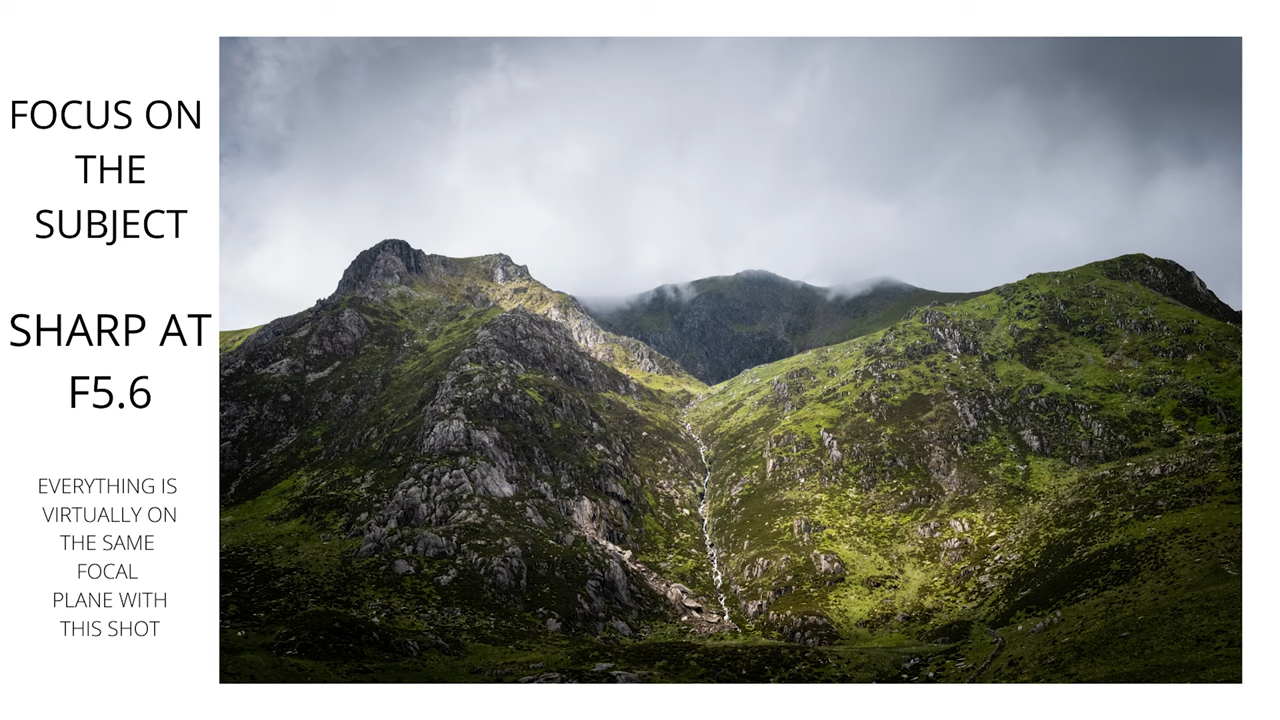 FOCUS ON
THE
SUBJECT
SHARP AT
F5.6
EVERYTHING IS
VIRTUALLY ON
THE SAME
FOCAL
PLANE WITH
THIS SHOT